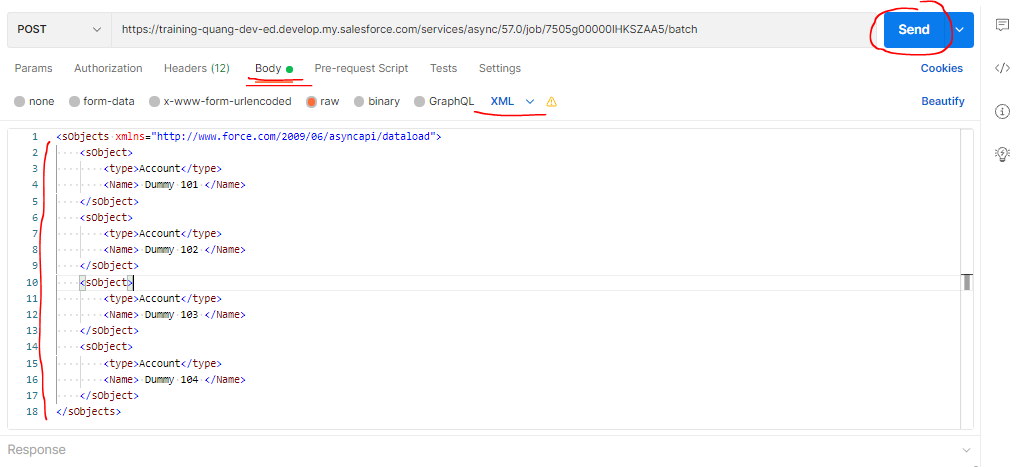 POST https://training-quang-dev-ed.develop.my.salesforce.com/services/async/57.0/job/7505g00000IHKSZAA5/batch Send
Params Authorization Headers (12) Body Pre-request Script Tests Settings Cookies
none form-data x-www-form-urlencoded raw binary GraphQL XML Beautify
1 <sObjects xmlns="http://www.force.com/2009/06/asyncapi/dataload">
2 <sObject>
3 <type>Account</type>
4 <Name> Dummy 101 </Name>
5 </sObject>
6 <sObject>
7 <type>Account</type>
8 <Name> Dummy 102 </Name>
9 </sObject>
10 <sObject>
11 <type>Account</type>
12 <Name> Dummy 103 </Name>
13 </sObject>
14 <sObject>
15 <type>Account</type>
16 <Name> Dummy 104 </Name>
17 </sObject>
18 </sObjects>
Response